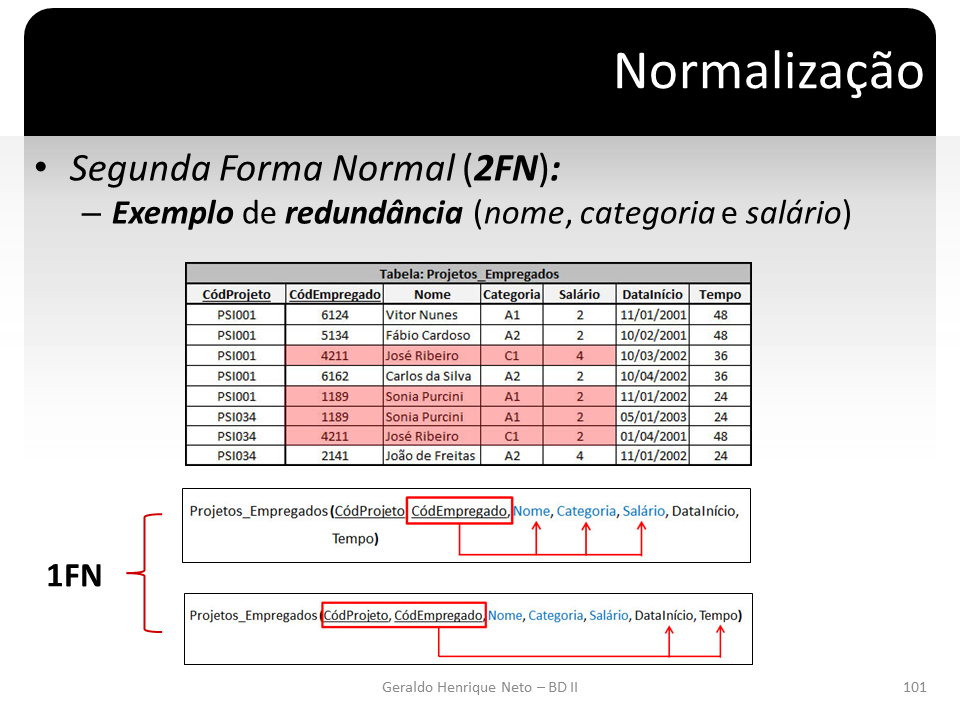 Normalização
• Segunda Forma Normal (2FN):
– Exemplo de redundância (nome, categoria e salário)
Tabela: Projetos_Empregados
CódProjeto CódEmpregado Nome Categoria Salário DataInício Tempo
PSI001 6124 Vitor Nunes A1 2 11/01/2001 48
PSI001 5134 Fábio Cardoso A2 2 10/02/2001 48
PSI001 4211 José Ribeiro C1 4 10/03/2002 36
PSI001 6162 Carlos da Silva A2 2 10/04/2002 36
PSI001 1189 Sonia Purcini A1 2 11/01/2002 24
PSI034 1189 Sonia Purcini A1 2 05/01/2003 24
PSI034 4211 José Ribeiro C1 2 01/04/2001 48
PSI034 2141 João de Freitas A2 4 11/01/2002 24
1FN
Projetos_Empregados(CódProjeto, CódEmpregado, Nome, Categoria, Salário, DataInício,
Tempo)
Projetos_Empregados(CódProjeto, CódEmpregado, Nome, Categoria, Salário, DataInício, Tempo)
Geraldo Henrique Neto – BD II
101